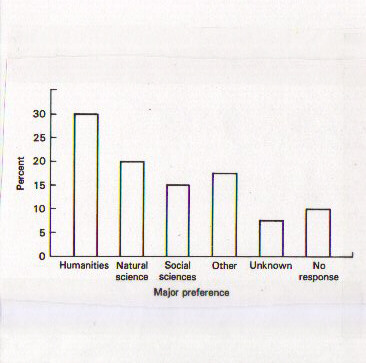 30
25
20
15
10
5
0
Percent
Humanities Natural science Social sciences Other Unknown No response
Major preference